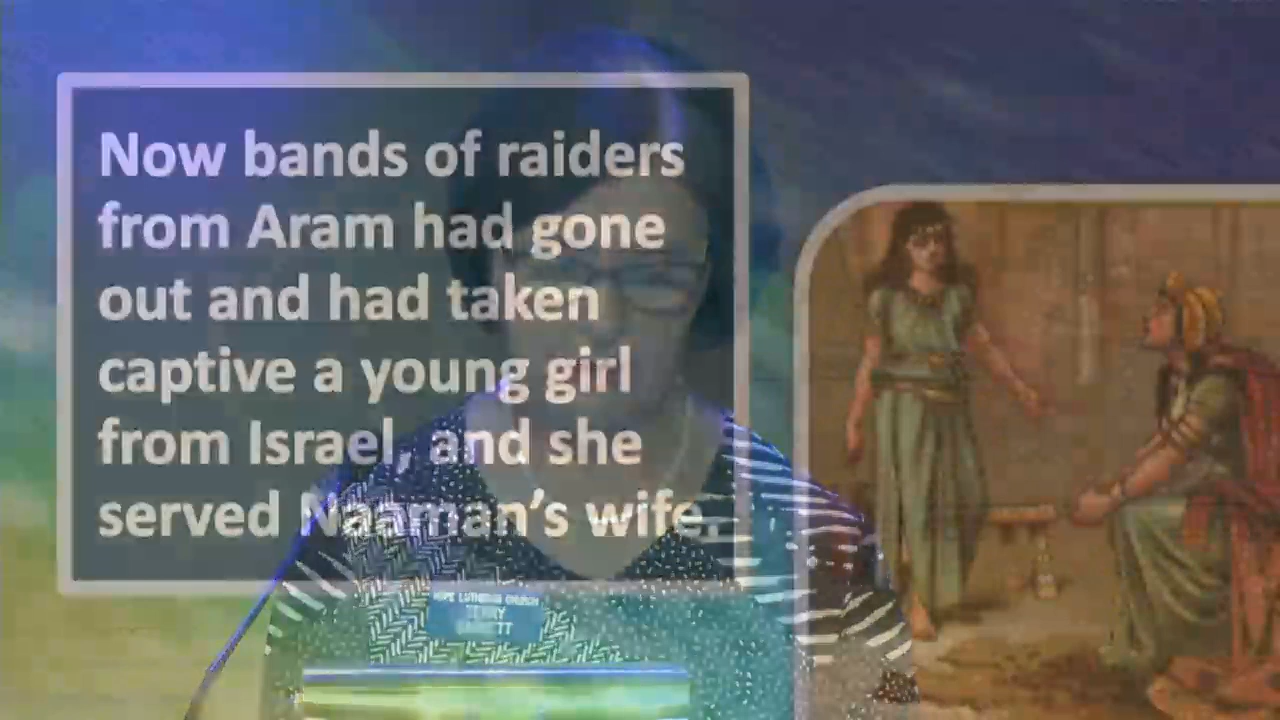 Now bands of raiders
from Aram had gone
out and had taken
captive a young girl
from Israel, and she
served Naaman's wife.
HOPE LUTHERAN CHURCH